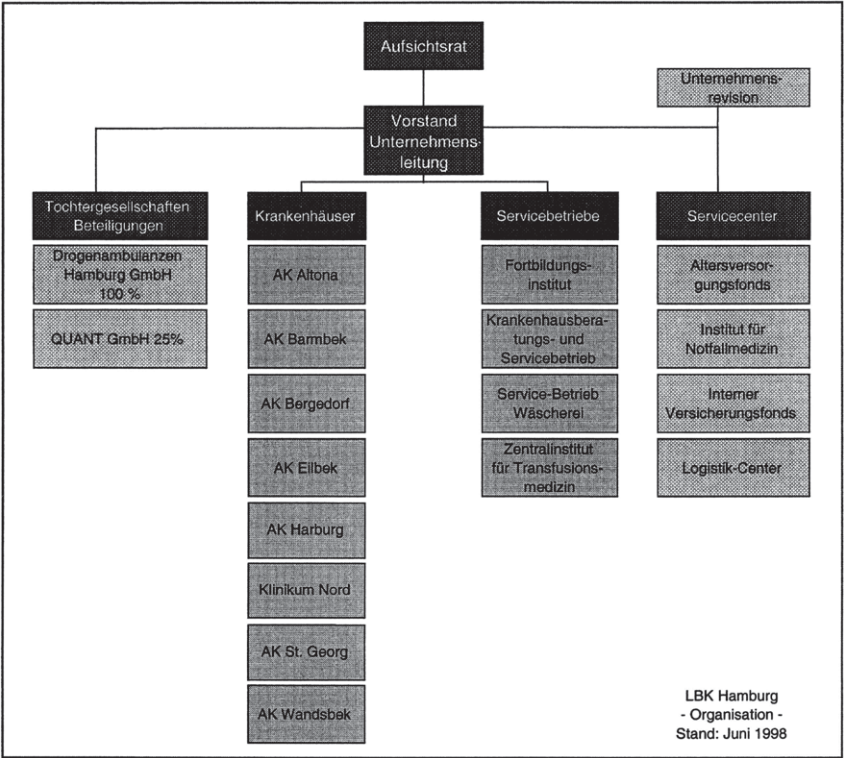 Aufsichtsrat
Unternehmens-
revision
Vorstand
Unternehmens-
leitung
Tochtergesellschaften
Beteiligungen
Drogenambulanzen
Hamburg GmbH
100 %
QUANT GmbH 25%
Krankenhäuser
AK Altona
AK Barmbek
AK Bergedorf
AK Eilbek
AK Harburg
Klinikum Nord
AK St. Georg
AK Wandsbek
Servicebetriebe
Fortbildungs-
institut
Krankenhausbera-
tungs- und
Servicebetrieb
Service-Betrieb
Wäscherei
Zentralinstitut
für Transfusions-
medizin
Servicecenter
Altersversor-
gungsfonds
Institut für
Notfallmedizin
Interner
Versicherungsfonds
Logistik-Center
LBK Hamburg
- Organisation -
Stand: Juni 1998